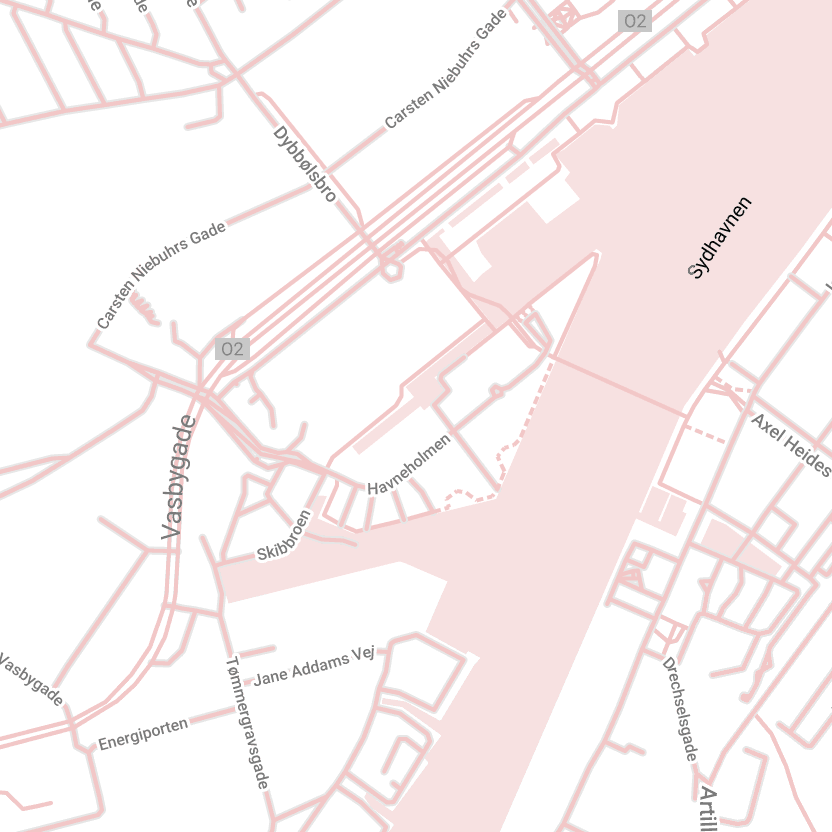 O2
Carsten Niebuhrs Gade
Dybbølsbro
Sydhavnen
Carsten Niebuhrs Gade
O2
Axel Heides
Vasbygade
Havneholmen
Skibbroen
Jane Addams Vej
Vasbygade
Tømmergravsgade
Drechselsgade
Energiporten
Artill